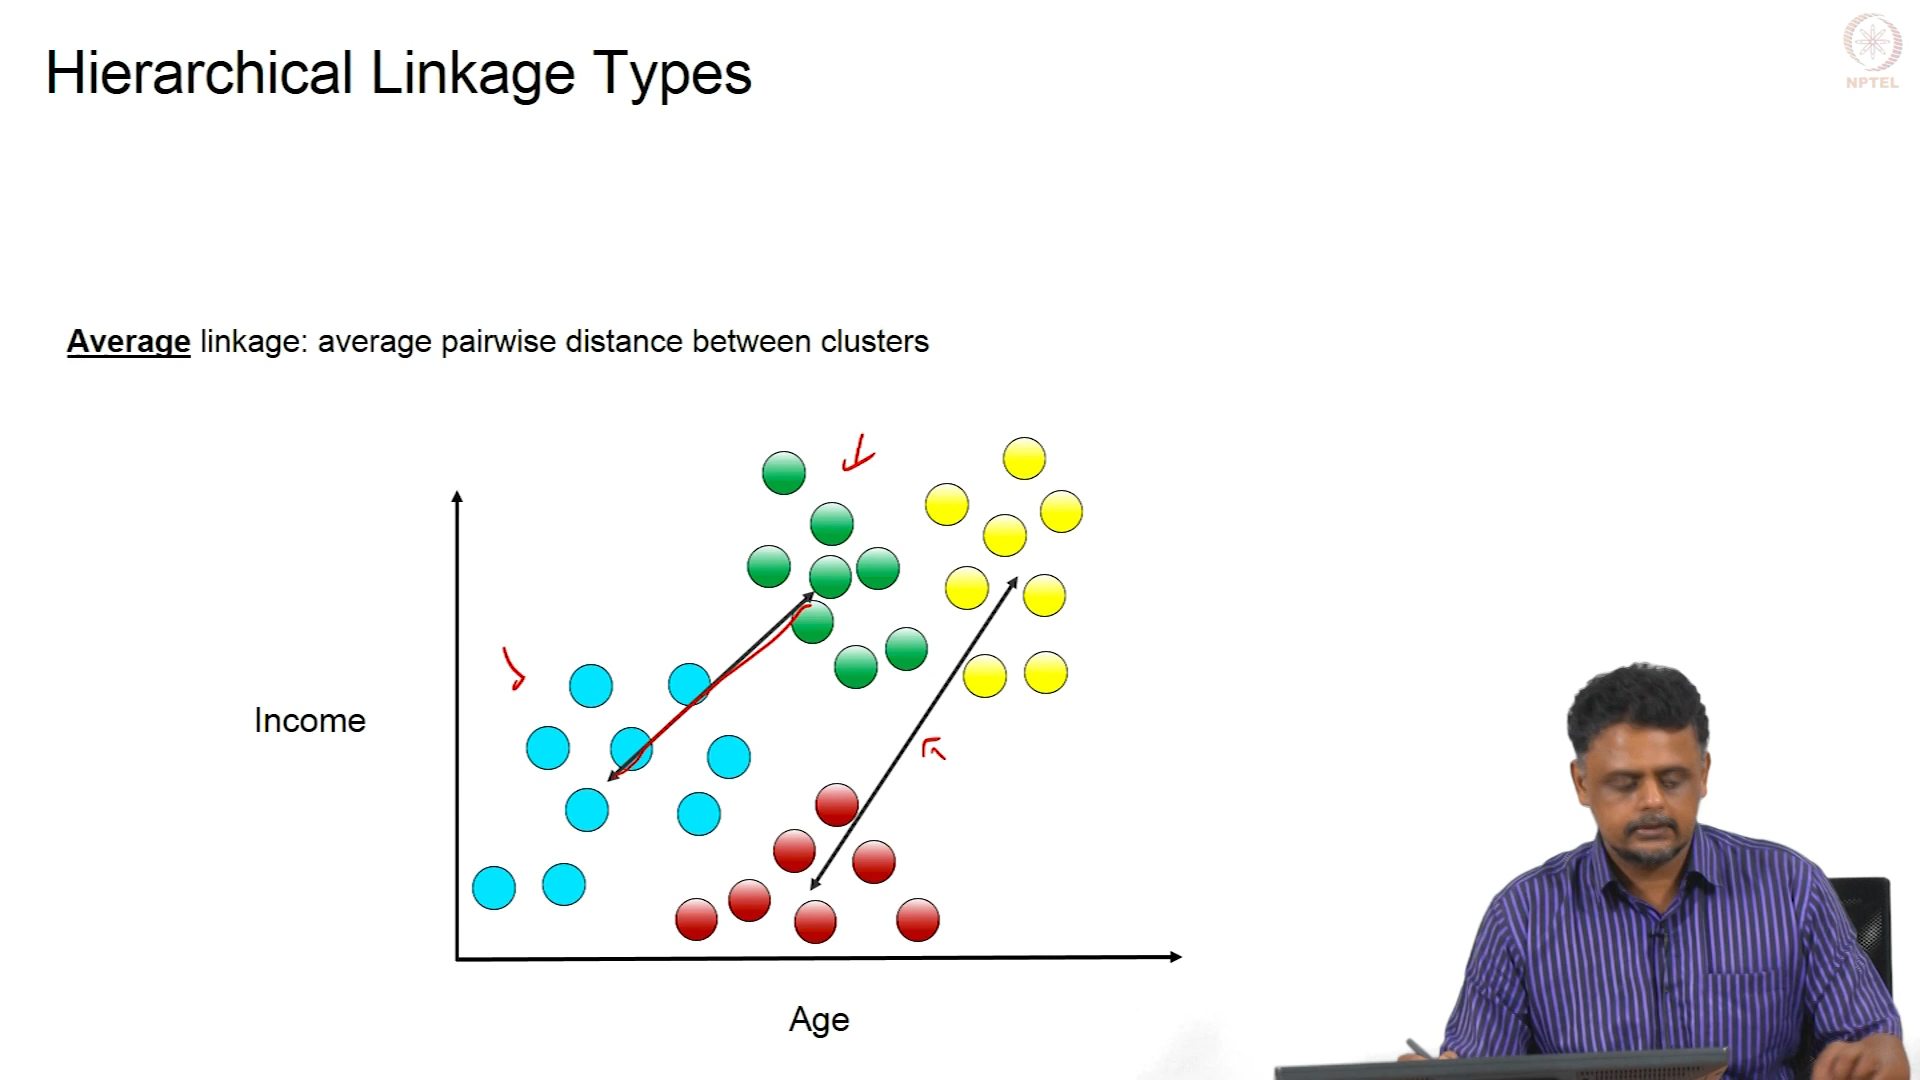 Hierarchical Linkage Types
NPTEL
Average linkage: average pairwise distance between clusters
Income
Age